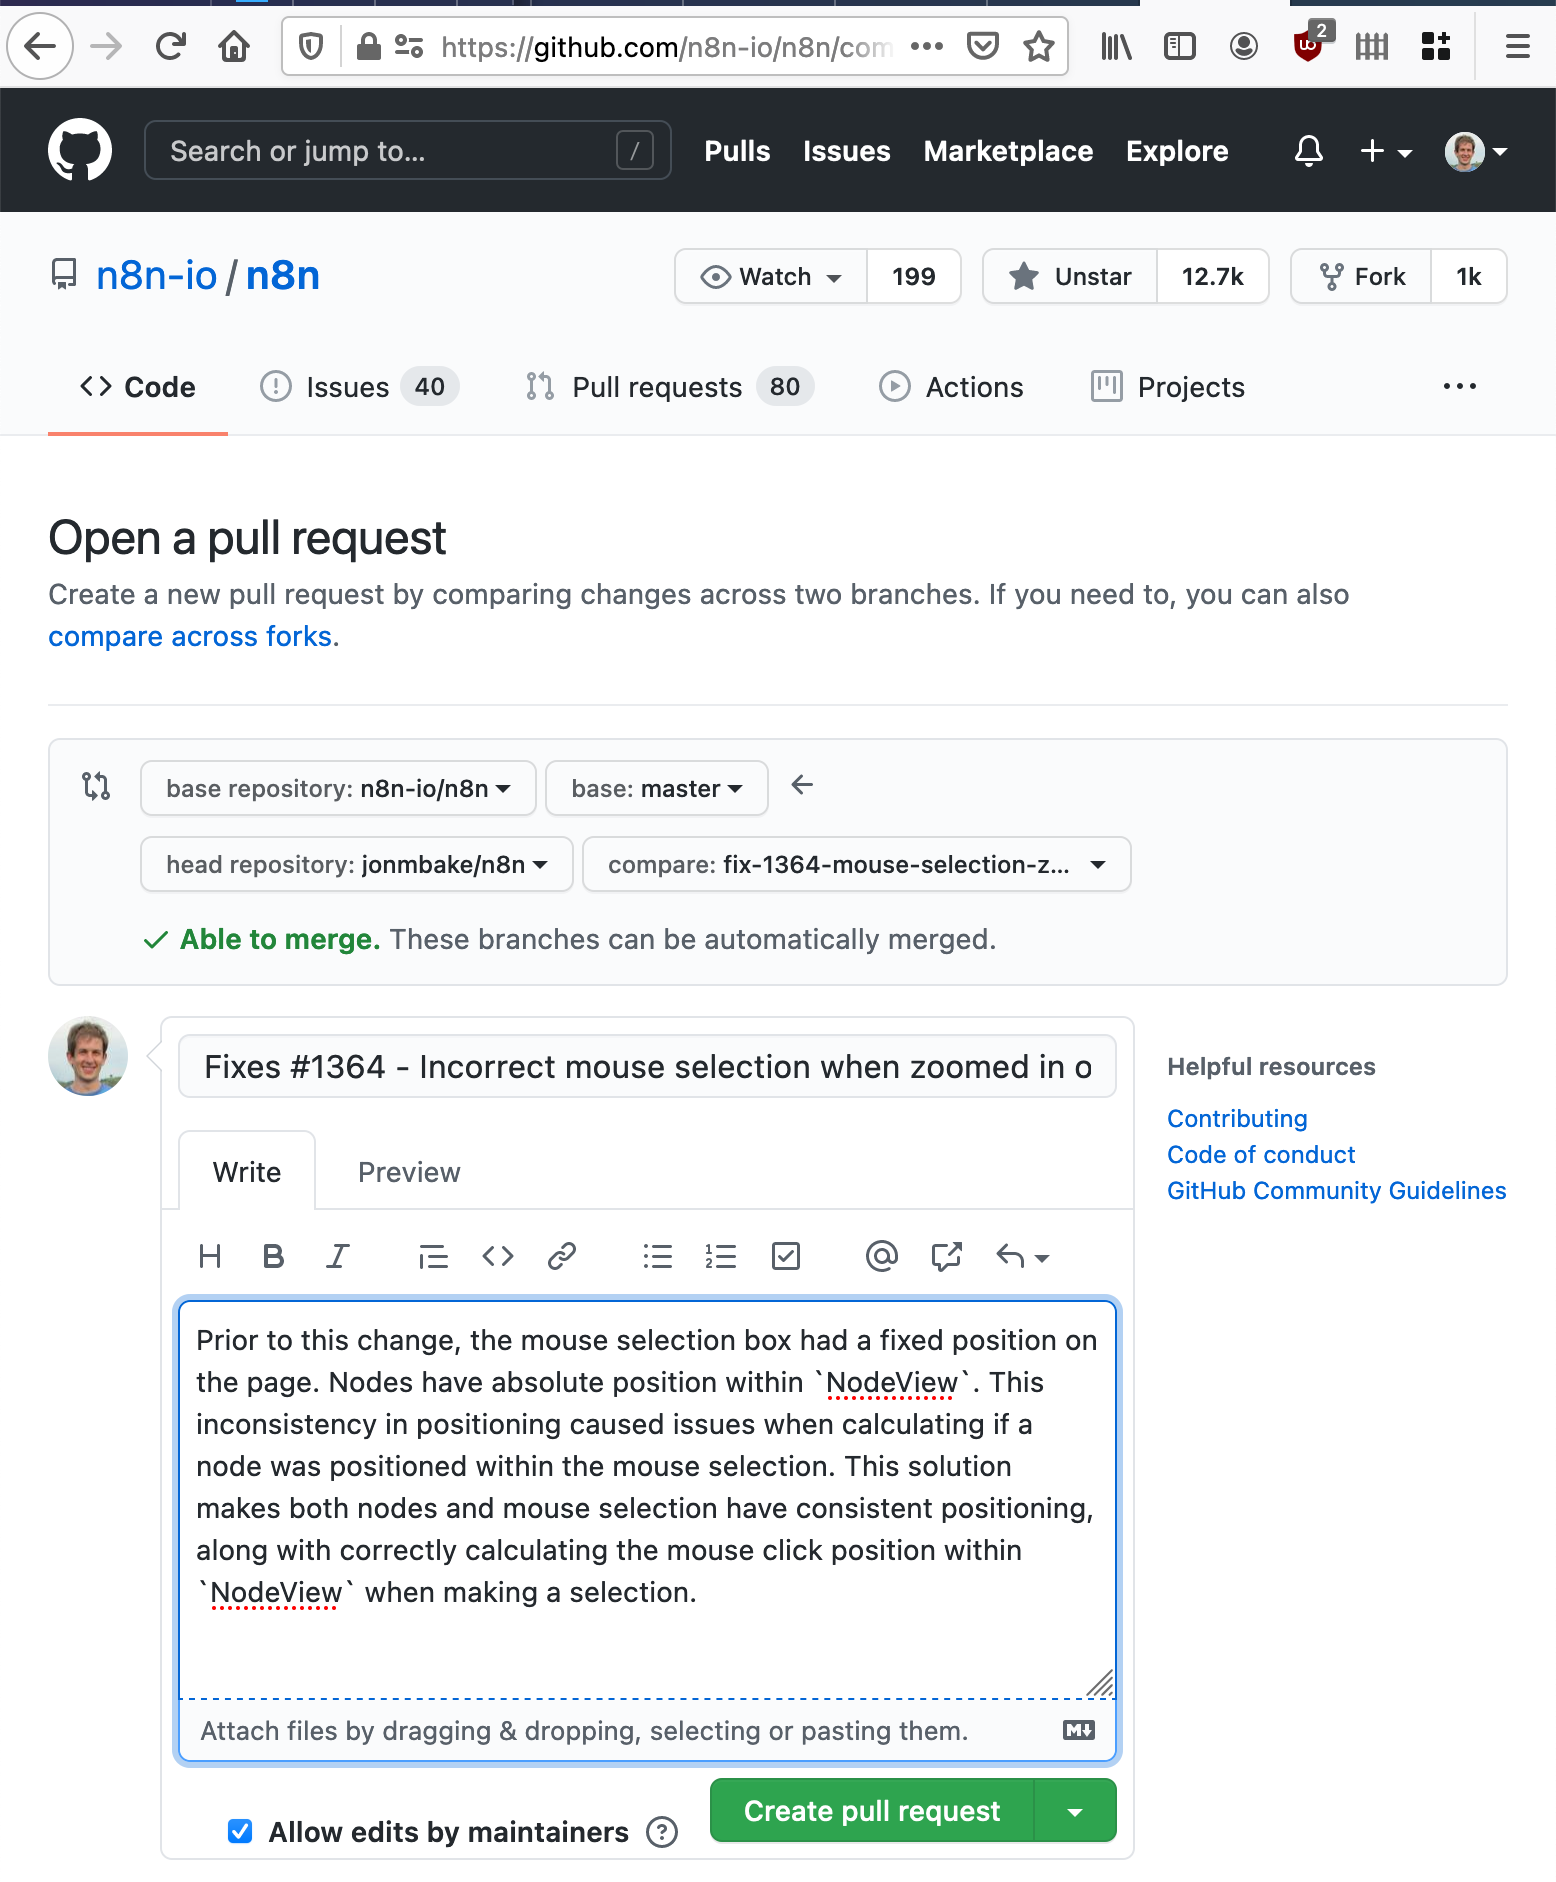 https://github.com/n8n-io/n8n/com
2
Search or jump to...
/
Pulls
Issues
Marketplace
Explore
n8n-io / n8n
Watch
199
Unstar
12.7k
Fork
1k
Code
Issues 40
Pull requests 80
Actions
Projects
Open a pull request
Create a new pull request by comparing changes across two branches. If you need to, you can also
compare across forks.
base repository: n8n-io/n8n
base: master
head repository: jonmbake/n8n
compare: fix-1364-mouse-selection-z...
Able to merge. These branches can be automatically merged.
Fixes #1364 - Incorrect mouse selection when zoomed in o
Write
Preview
Prior to this change, the mouse selection box had a fixed position on
the page. Nodes have absolute position within `NodeView`. This
inconsistency in positioning caused issues when calculating if a
node was positioned within the mouse selection. This solution
makes both nodes and mouse selection have consistent positioning,
along with correctly calculating the mouse click position within
`NodeView` when making a selection.
Attach files by dragging & dropping, selecting or pasting them.
Allow edits by maintainers
Create pull request
Helpful resources
Contributing
Code of conduct
GitHub Community Guidelines